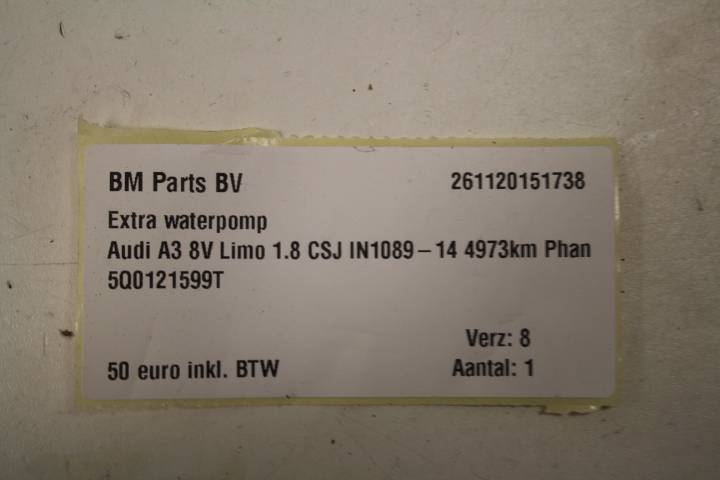 BM Parts BV 261120151738
Extra waterpomp
Audi A3 8V Limo 1.8 CSJ IN1089-14 4973km Phan
5Q0121599T
Verz: 8
50 euro inkl. BTW Aantal: 1